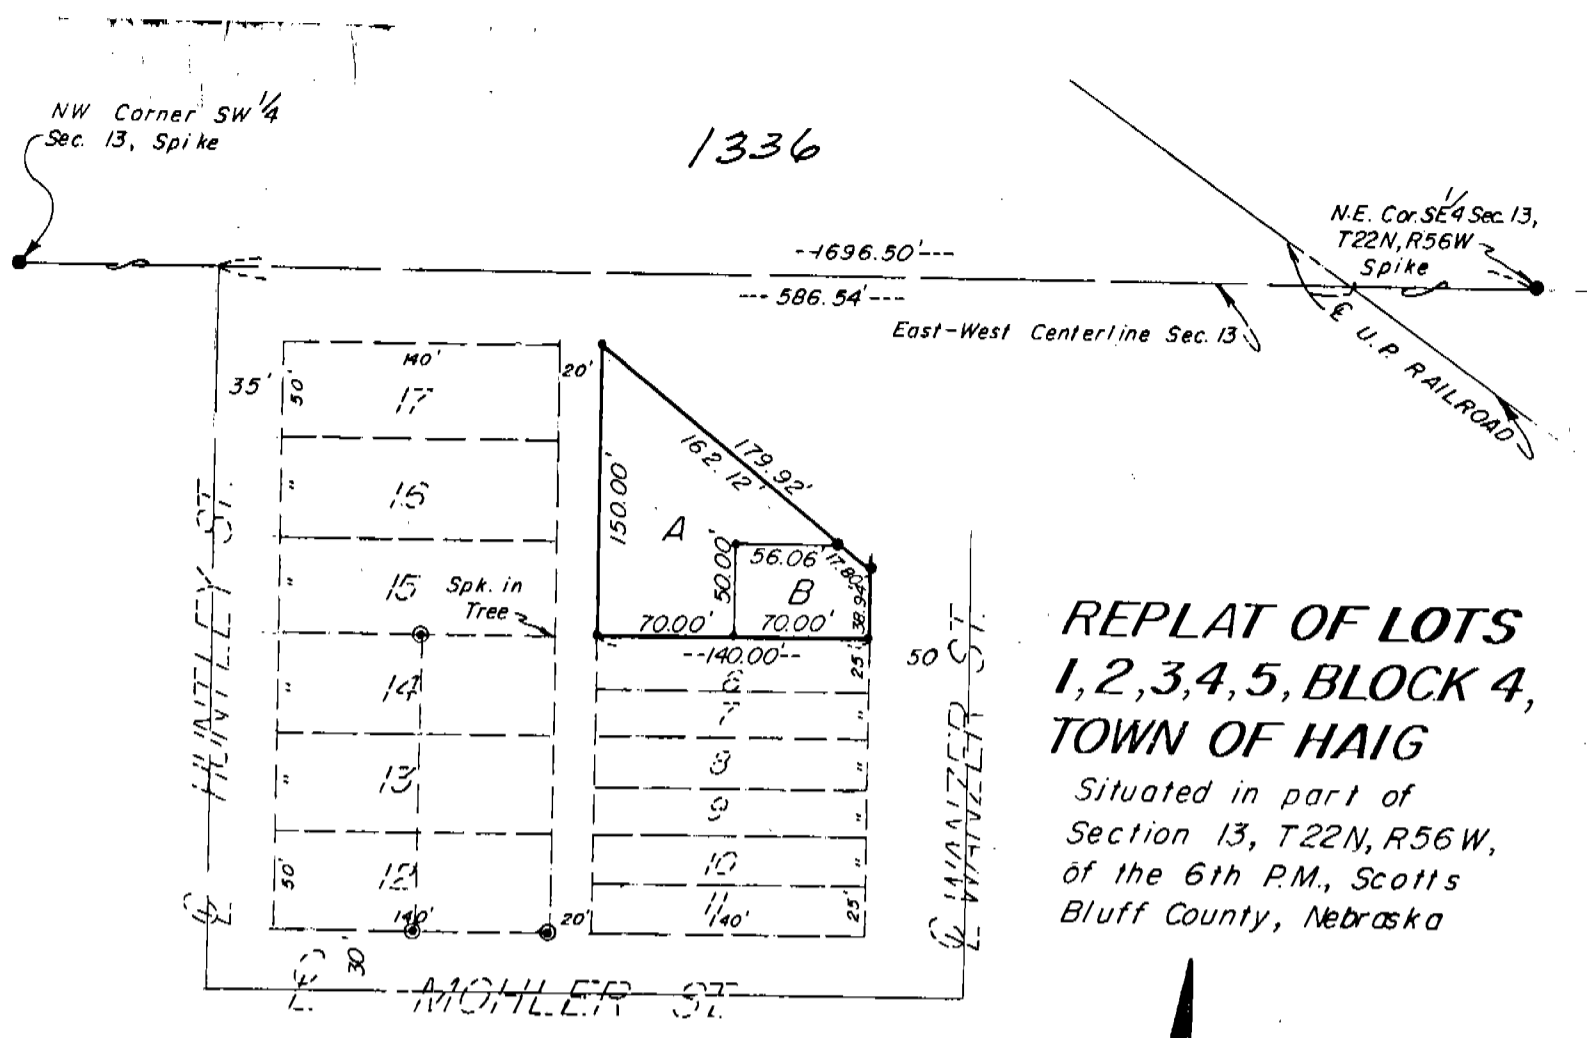 NW Corner SW 1/4
Sec. 13, Spike
1336
N.E. Cor. SE 1/4 Sec. 13,
T22N, R56W
Spike
--1696.50'---
--- 586.54'---
East-West Centerline Sec. 13
℄ U.P. RAILROAD
35'
140'
50'
17
20'
16
"
15
"
Spk. in
Tree
14
"
13
"
12
50'
140'
20'
30'
179.92'
162.12'
150.00'
A
50.00'
56.06'
17.80'
B
38.94'
70.00'
70.00'
--140.00'--
25'
6
7
"
8
"
9
"
10
"
11
140'
25'
50'
℄ HUNTLEY ST.
℄ WANZER ST.
℄ MOHLER ST.
REPLAT OF LOTS
1,2,3,4,5, BLOCK 4,
TOWN OF HAIG
Situated in part of
Section 13, T22N, R56W,
of the 6th P.M., Scotts
Bluff County, Nebraska